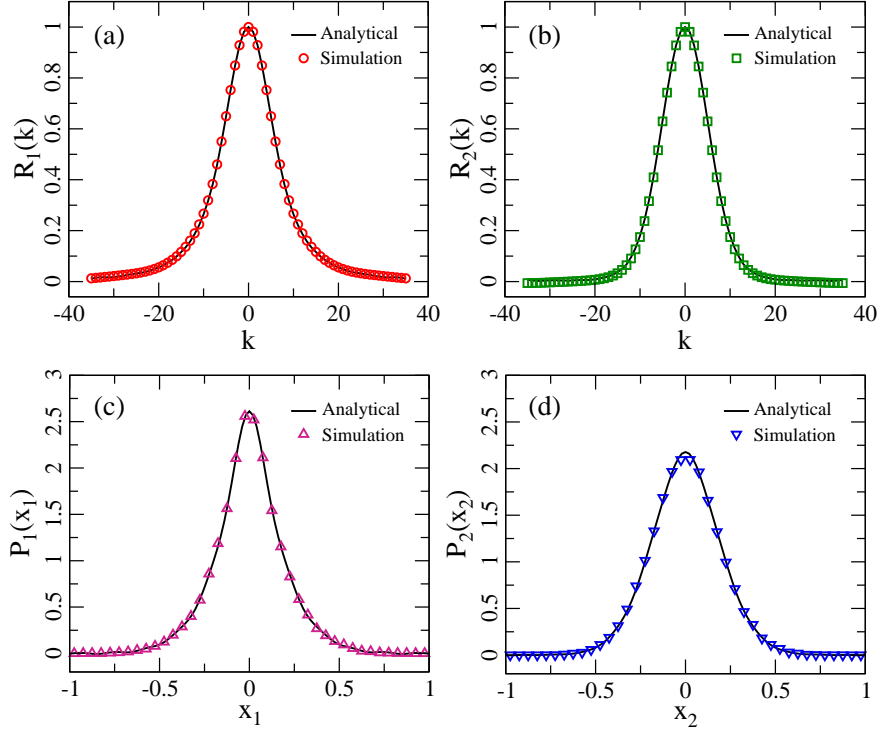 (a)
Analytical
Simulation
R₁(k)
0 0.2 0.4 0.6 0.8 1
-40 -20 0 20 40
k
(b)
Analytical
Simulation
R₂(k)
0 0.2 0.4 0.6 0.8 1
-40 -20 0 20 40
k
(c)
Analytical
Simulation
P₁(x₁)
0 0.5 1 1.5 2 2.5 3
-1 -0.5 0 0.5 1
x₁
(d)
Analytical
Simulation
P₂(x₂)
0 0.5 1 1.5 2 2.5 3
-1 -0.5 0 0.5 1
x₂